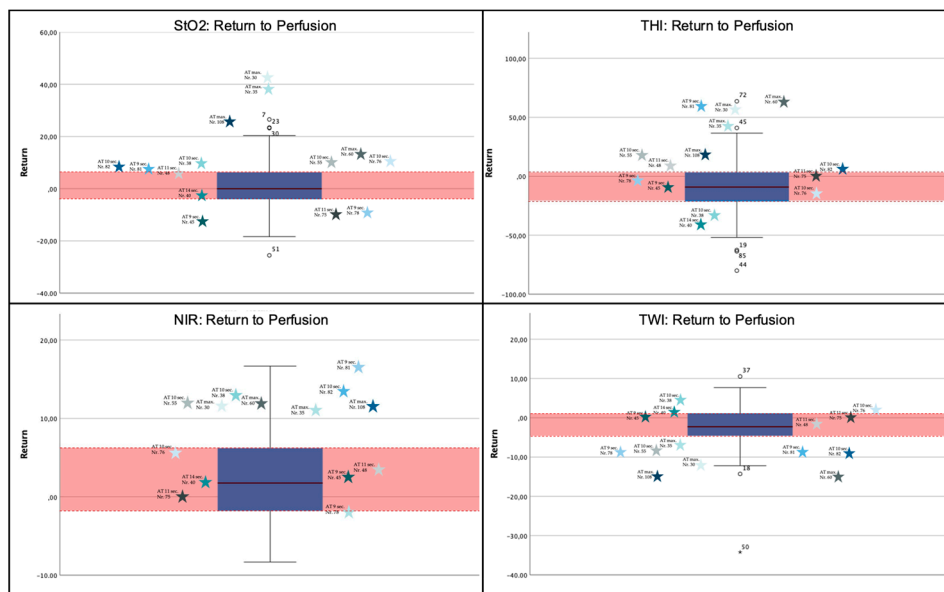 StO2: Return to Perfusion
60,00
40,00
20,00
,00
−20,00
−40,00
Return
AT max.
Nr. 30
AT max.
Nr. 35
AT max.
Nr. 108
7
23
30
AT 10 sec.
Nr. 82
AT 9 sec.
Nr. 81
AT 10 sec.
Nr. 38
AT 11 sec.
Nr. 48
AT 10 sec.
Nr. 55
AT max.
Nr. 60
AT 10 sec.
Nr. 76
AT 14 sec.
Nr. 40
AT 9 sec.
Nr. 45
AT 11 sec.
Nr. 75
AT 9 sec.
Nr. 78
51
THI: Return to Perfusion
100,00
50,00
,00
−50,00
−100,00
Return
72
AT 9 sec.
Nr. 81
AT max.
Nr. 30
AT max.
Nr. 60
AT max.
Nr. 35
45
AT 10 sec.
Nr. 55
AT max.
Nr. 108
AT 11 sec.
Nr. 48
AT 10 sec.
Nr. 82
AT 9 sec.
Nr. 78
AT 9 sec.
Nr. 45
AT 11 sec.
Nr. 75
AT 10 sec.
Nr. 76
AT 10 sec.
Nr. 38
AT 14 sec.
Nr. 40
19
85
44
NIR: Return to Perfusion
20,00
10,00
,00
−10,00
Return
AT 9 sec.
Nr. 81
AT 10 sec.
Nr. 55
AT 10 sec.
Nr. 38
AT max.
Nr. 30
AT max.
Nr. 60
AT 10 sec.
Nr. 82
AT max.
Nr. 35
AT max.
Nr. 108
AT 10 sec.
Nr. 76
AT 14 sec.
Nr. 40
AT 11 sec.
Nr. 75
AT 9 sec.
Nr. 45
AT 11 sec.
Nr. 48
AT 9 sec.
Nr. 78
TWI: Return to Perfusion
20,00
10,00
,00
−10,00
−20,00
−30,00
−40,00
Return
37
AT 10 sec.
Nr. 38
AT 9 sec.
Nr. 45
AT 14 sec.
Nr. 40
AT 10 sec.
Nr. 76
AT 11 sec.
Nr. 75
AT 11 sec.
Nr. 48
AT 9 sec.
Nr. 78
AT 10 sec.
Nr. 55
AT max.
Nr. 35
AT max.
Nr. 30
AT max.
Nr. 108
AT 9 sec.
Nr. 81
AT 10 sec.
Nr. 82
AT max.
Nr. 60
18
50